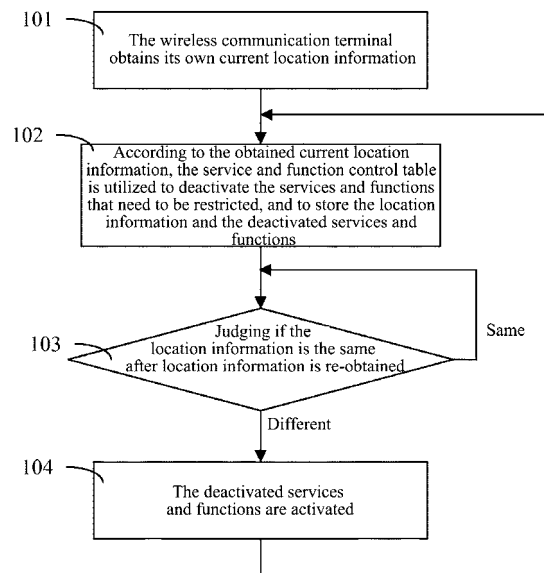 101
The wireless communication terminal
obtains its own current location information
102
According to the obtained current location
information, the service and function control table
is utilized to deactivate the services and functions
that need to be restricted, and to store the location
information and the deactivated services and
functions
103
Judging if the
location information is the same
after location information is re-obtained
Same
Different
104
The deactivated services
and functions are activated